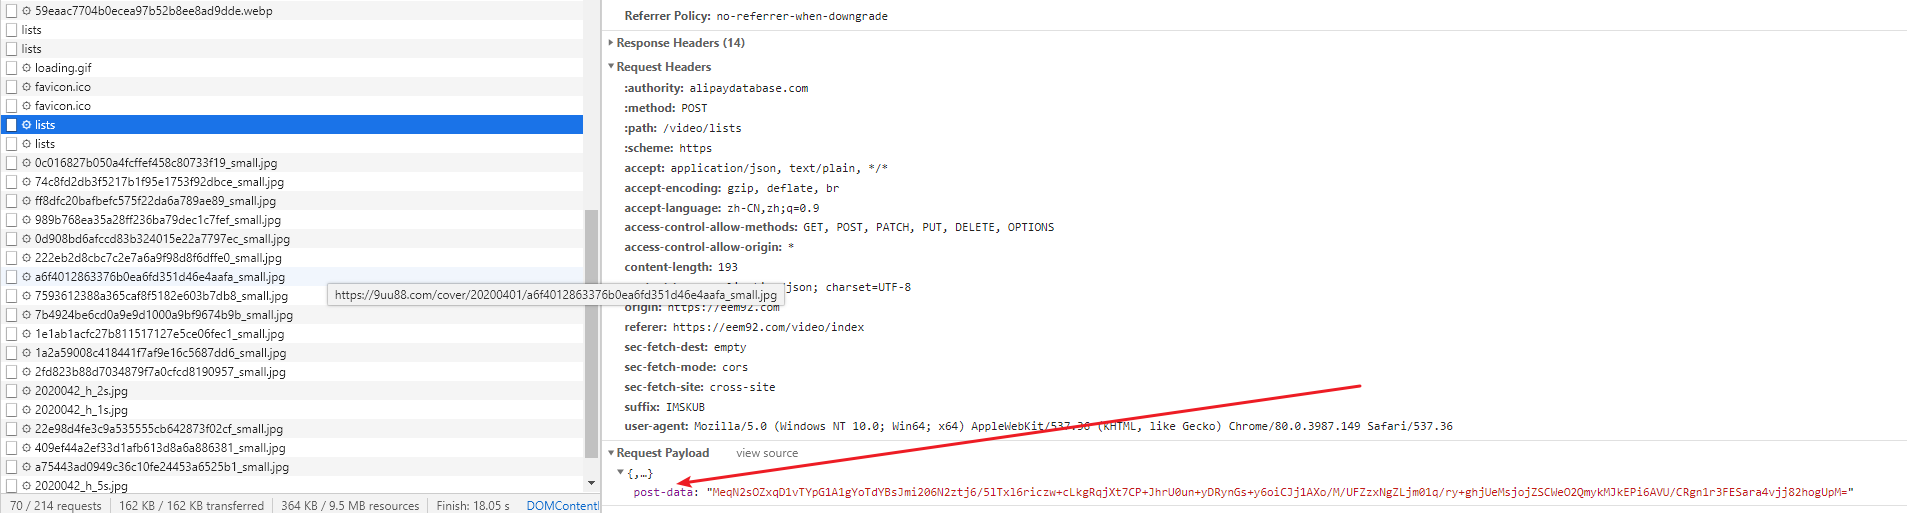 59eaac7704b0ecea97b52b8ee8ad9dde.webp
lists
lists
loading.gif
favicon.ico
favicon.ico
lists
lists
0c016827b050a4fcffef458c80733f19_small.jpg
74c8fd2db3f5217b1f95e1753f92dbce_small.jpg
ff8dfc20bafbefc575f22da6a789ae89_small.jpg
989b768ea35a28ff236ba79dec1c7fef_small.jpg
0d908bd6afccd83b324015e22a7797ec_small.jpg
222eb2d8cbc7c2e7a6a9f98d8f6dffe0_small.jpg
a6f4012863376b0ea6fd351d46e4aafa_small.jpg
7593612388a365caf8f5182e603b7db8_small.jpg
https://9uu88.com/cover/20200401/a6f4012863376b0ea6fd351d46e4aafa_small.jpg
7b4924be6cd0a9e9d1000a9bf9674b9b_small.jpg
1e1ab1acfc27b811517127e5ce06fec1_small.jpg
1a2a59008c418441f7af9e16c5687dd6_small.jpg
2fd823b88d7034879f7a0cfcd8190957_small.jpg
2020042_h_2s.jpg
2020042_h_1s.jpg
22e98d4fe3c9a535555cb642873f02cf_small.jpg
409ef44a2ef33d1afb613d8a6a886381_small.jpg
a75443ad0949c36c10fe24453a6525b1_small.jpg
2020042_h_5s.jpg
70 / 214 requests 162 KB / 162 KB transferred 364 KB / 9.5 MB resources Finish: 18.05 s DOMContentl
Referrer Policy: no-referrer-when-downgrade
Response Headers (14)
Request Headers
:authority: alipaydatabase.com
:method: POST
:path: /video/lists
:scheme: https
accept: application/json, text/plain, */*
accept-encoding: gzip, deflate, br
accept-language: zh-CN,zh;q=0.9
access-control-allow-methods: GET, POST, PATCH, PUT, DELETE, OPTIONS
access-control-allow-origin: *
content-length: 193
json; charset=UTF-8
origin: https://eem92.com
referer: https://eem92.com/video/index
sec-fetch-dest: empty
sec-fetch-mode: cors
sec-fetch-site: cross-site
suffix: IMSKUB
user-agent: Mozilla/5.0 (Windows NT 10.0; Win64; x64) AppleWebKit/537.36 (KHTML, like Gecko) Chrome/80.0.3987.149 Safari/537.36
Request Payload view source
{,…}
post-data: "MeqN2sOZxqD1vTYpG1A1gYoTdYBsJmi206N2ztj6/5lTxl6riczw+cLkgRqjXt7CP+JhrU0un+yDRynGs+y6oiCJj1AXo/M/UFZzxNgZLjm01q/ry+ghjUeMsjojZSCWeO2QmykMJkEPi6AVU/CRgn1r3FESara4vjj82hogUpM="